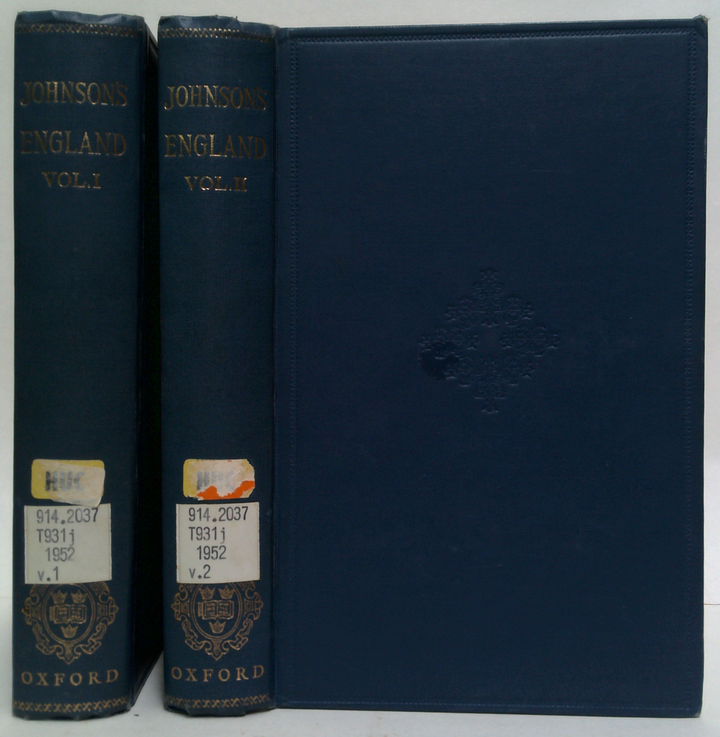 JOHNSON'S
ENGLAND
VOL.I
HUC
914.2037
T931j
1952
v.1
OXFORD
JOHNSON'S
ENGLAND
VOL.II
914.2037
T931j
1952
v.2
OXFORD